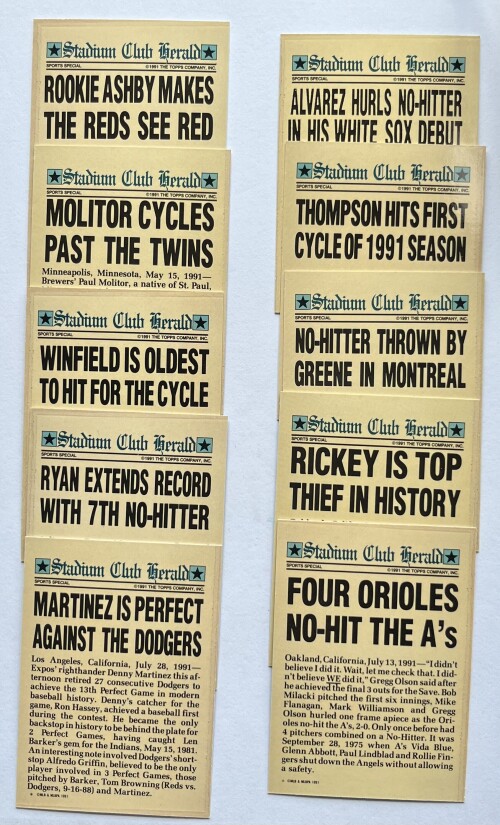 Stadium Club Herald
SPORTS SPECIAL ©1991 THE TOPPS COMPANY, INC.
ROOKIE ASHBY MAKES
THE REDS SEE RED
Stadium Club Herald
SPORTS SPECIAL ©1991 THE TOPPS COMPANY, INC.
MOLITOR CYCLES
PAST THE TWINS
Minneapolis, Minnesota, May 15, 1991—
Brewers' Paul Molitor, a native of St. Paul,
Stadium Club Herald
SPORTS SPECIAL ©1991 THE TOPPS COMPANY, INC.
WINFIELD IS OLDEST
TO HIT FOR THE CYCLE
Stadium Club Herald
SPORTS SPECIAL ©1991 THE TOPPS COMPANY, INC.
RYAN EXTENDS RECORD
WITH 7TH NO-HITTER
Stadium Club Herald
SPORTS SPECIAL ©1991 THE TOPPS COMPANY, INC.
MARTINEZ IS PERFECT
AGAINST THE DODGERS
Los Angeles, California, July 28, 1991—
Expos' righthander Denny Martinez this af-
ternoon retired 27 consecutive Dodgers to
achieve the 13th Perfect Game in modern
baseball history. Denny's catcher for the
game, Ron Hassey, achieved a baseball first
during the contest. He became the only
backstop in history to be behind the plate for
2 Perfect Games, having caught Len
Barker's gem for the Indians, May 15, 1981.
An interesting note involved Dodgers' short-
stop Alfredo Griffin, believed to be the only
player involved in 3 Perfect Games, those
pitched by Barker, Tom Browning (Reds vs.
Dodgers, 9-16-88) and Martinez.
Stadium Club Herald
SPORTS SPECIAL ©1991 THE TOPPS COMPANY, INC.
ALVAREZ HURLS NO-HITTER
IN HIS WHITE SOX DEBUT
Stadium Club Herald
SPORTS SPECIAL ©1991 THE TOPPS COMPANY, INC.
THOMPSON HITS FIRST
CYCLE OF 1991 SEASON
Stadium Club Herald
SPORTS SPECIAL ©1991 THE TOPPS COMPANY, INC.
NO-HITTER THROWN BY
GREENE IN MONTREAL
Stadium Club Herald
SPORTS SPECIAL ©1991 THE TOPPS COMPANY, INC.
RICKEY IS TOP
THIEF IN HISTORY
Stadium Club Herald
SPORTS SPECIAL ©1991 THE TOPPS COMPANY, INC.
FOUR ORIOLES
NO-HIT THE A's
Oakland, California, July 13, 1991—"I didn't
believe I did it. Wait, let me check that. I did-
n't believe WE did it," Gregg Olson said after
he achieved the final 3 outs for the Save. Bob
Milacki pitched the first six innings, Mike
Flanagan, Mark Williamson and Gregg
Olson hurled one frame apiece as the Ori-
oles no-hit the A's, 2-0. Only once before had
4 pitchers combined on a No-Hitter. It was
September 28, 1975 when A's Vida Blue,
Glenn Abbott, Paul Lindblad and Rollie Fin-
gers shut down the Angels without allowing
a safety.